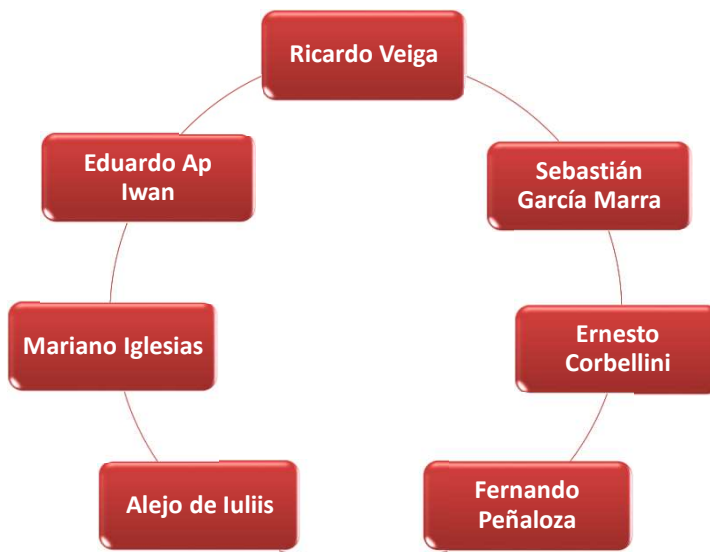 Ricardo Veiga
Eduardo Ap
Iwan
Sebastián
García Marra
Mariano Iglesias
Ernesto
Corbellini
Alejo de Iuliis
Fernando
Peñaloza